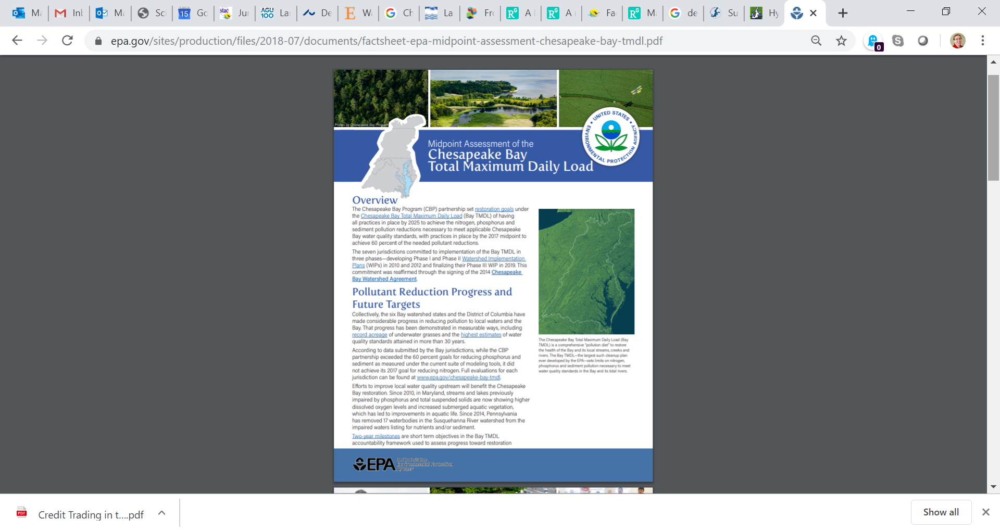 Ma
Inb
Ma
Sci
15
Go
stac
Jur
AGU
100
Lar
De
E
Wa
G
Ch
La
Fro
RG
A
RG
A r
Fa
RG
Ma
G
de
Su
Hy
epa.gov/sites/production/files/2018-07/documents/factsheet-epa-midpoint-assessment-chesapeake-bay-tmdl.pdf
0
Photos by Chesapeake Bay Program
UNITED STATES • ENVIRONMENTAL PROTECTION AGENCY •
Midpoint Assessment of the
Chesapeake Bay
Total Maximum Daily Load
Overview
The Chesapeake Bay Program (CBP) partnership set restoration goals under
the Chesapeake Bay Total Maximum Daily Load (Bay TMDL) of having
all practices in place by 2025 to achieve the nitrogen, phosphorus and
sediment pollution reductions necessary to meet applicable Chesapeake
Bay water quality standards, with practices in place by the 2017 midpoint to
achieve 60 percent of the needed pollutant reductions.
The seven jurisdictions committed to implementation of the Bay TMDL in
three phases—developing Phase I and Phase II Watershed Implementation
Plans (WIPs) in 2010 and 2012 and finalizing their Phase III WIP in 2019. This
commitment was reaffirmed through the signing of the 2014 Chesapeake
Bay Watershed Agreement.
Pollutant Reduction Progress and
Future Targets
Collectively, the six Bay watershed states and the District of Columbia have
made considerable progress in reducing pollution to local waters and the
Bay. That progress has been demonstrated in measurable ways, including
record acreage of underwater grasses and the highest estimates of water
quality standards attained in more than 30 years.
According to data submitted by the Bay jurisdictions, while the CBP
partnership exceeded the 60 percent goals for reducing phosphorus and
sediment as measured under the current suite of modeling tools, it did
not achieve its 2017 goal for reducing nitrogen. Full evaluations for each
jurisdiction can be found at www.epa.gov/chesapeake-bay-tmdl.
Efforts to improve local water quality upstream will benefit the Chesapeake
Bay restoration. Since 2010, in Maryland, streams and lakes previously
impaired by phosphorus and total suspended solids are now showing higher
dissolved oxygen levels and increased submerged aquatic vegetation,
which has led to improvements in aquatic life. Since 2014, Pennsylvania
has removed 17 waterbodies in the Susquehanna River watershed from the
impaired waters listing for nutrients and/or sediment.
Two-year milestones are short term objectives in the Bay TMDL
accountability framework used to assess progress toward restoration
The Chesapeake Bay Total Maximum Daily Load (Bay
TMDL) is a comprehensive "pollution diet" to restore
the health of the Bay and its local streams, creeks and
rivers. The Bay TMDL—the largest such cleanup plan
ever developed by the EPA—sets limits on nitrogen,
phosphorus and sediment pollution necessary to meet
water quality standards in the Bay and its tidal rivers.
EPA
United States
Environmental Protection
Agency
PDF
Credit Trading in t....pdf
Show all